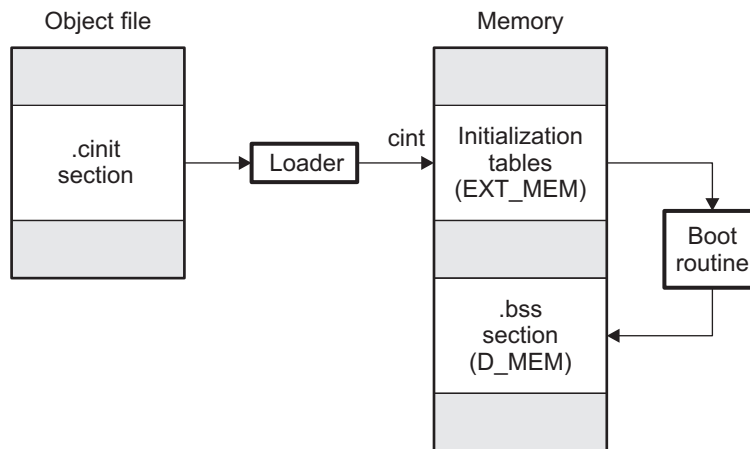 Object file
Memory
.cinit
section
Loader
cint
Initialization
tables
(EXT_MEM)
Boot
routine
.bss
section
(D_MEM)